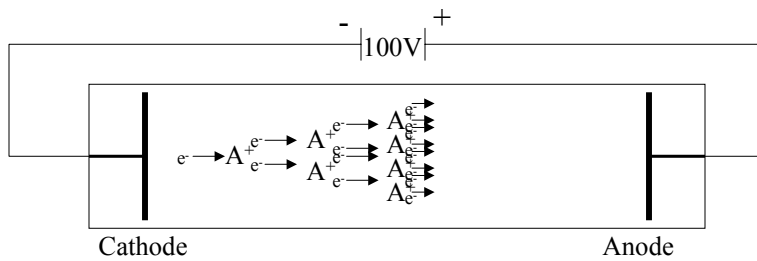 - +
100V
e-
e- A+ e-
e- A+ e-
e- A+ e-
e- A+ e-
e- A+ e-
e- A+ e-
e- A+ e-
Cathode Anode